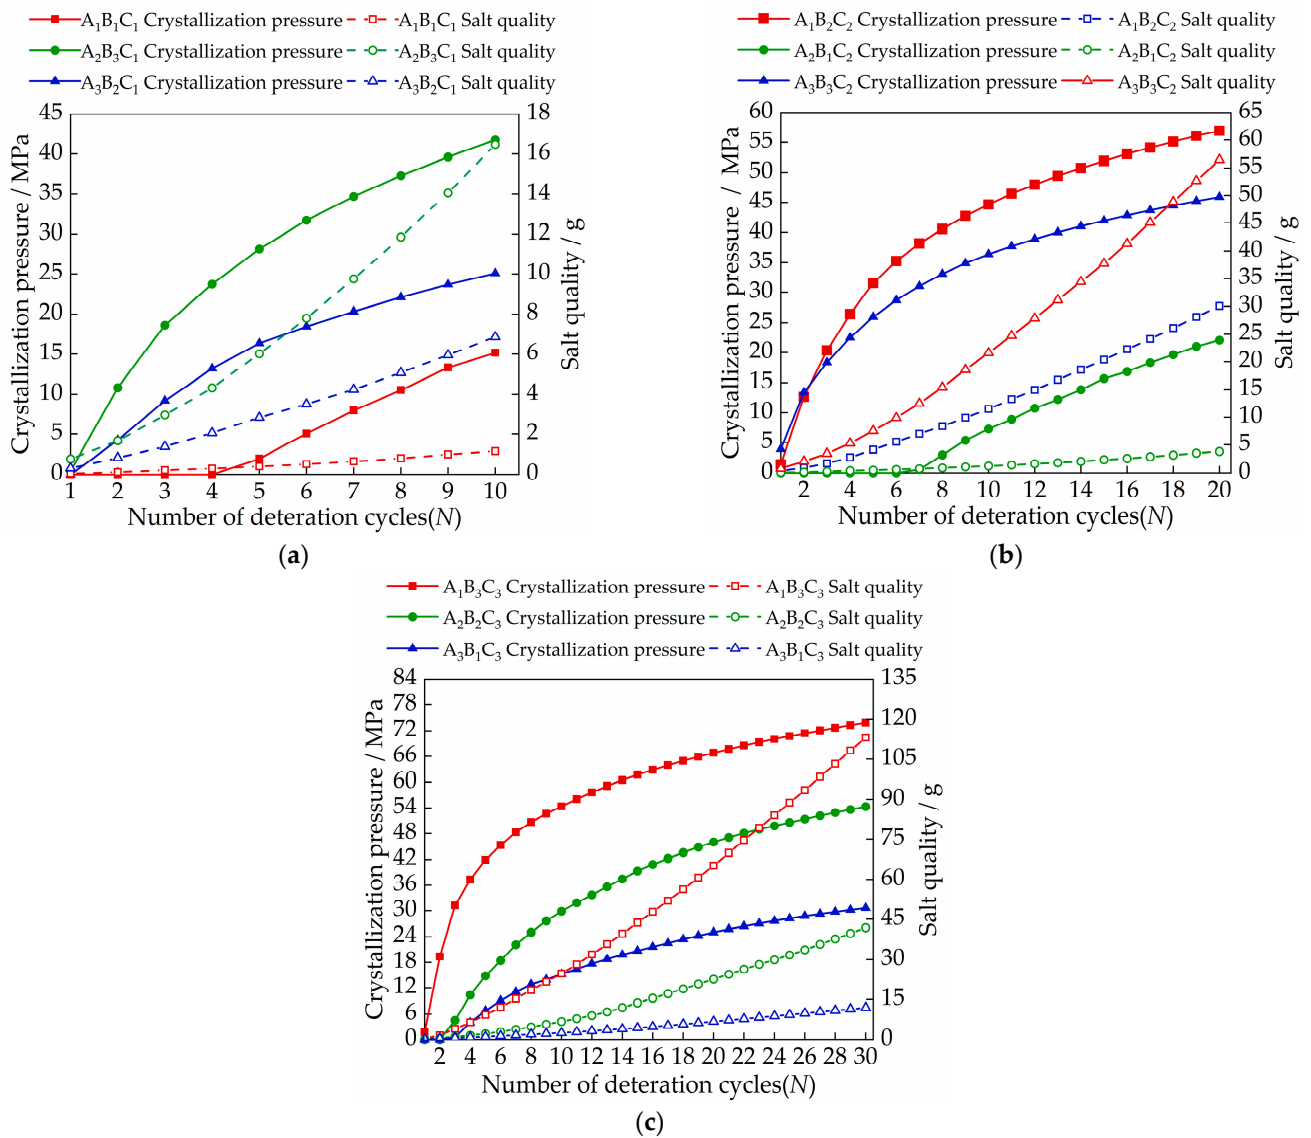 A₁B₁C₁ Crystallization pressure A₁B₁C₁ Salt quality
A₂B₃C₁ Crystallization pressure A₂B₃C₁ Salt quality
A₃B₂C₁ Crystallization pressure A₃B₂C₁ Salt quality
45 40 35 30 25 20 15 10 5 0
Crystallization pressure / MPa
18 16 14 12 10 8 6 4 2 0
Salt quality / g
1 2 3 4 5 6 7 8 9 10
Number of deteration cycles(N)
(a)
A₁B₂C₂ Crystallization pressure A₁B₂C₂ Salt quality
A₂B₁C₂ Crystallization pressure A₂B₁C₂ Salt quality
A₃B₃C₂ Crystallization pressure A₃B₃C₂ Salt quality
60 55 50 45 40 35 30 25 20 15 10 5 0
Crystallization pressure / MPa
65 60 55 50 45 40 35 30 25 20 15 10 5 0
Salt quality / g
2 4 6 8 10 12 14 16 18 20
Number of deteration cycles(N)
(b)
A₁B₃C₃ Crystallization pressure A₁B₃C₃ Salt quality
A₂B₂C₃ Crystallization pressure A₂B₂C₃ Salt quality
A₃B₁C₃ Crystallization pressure A₃B₁C₃ Salt quality
84 78 72 66 60 54 48 42 36 30 24 18 12 6 0
Crystallization pressure / MPa
135 120 105 90 75 60 45 30 15 0
Salt quality / g
2 4 6 8 10 12 14 16 18 20 22 24 26 28 30
Number of deteration cycles(N)
(c)